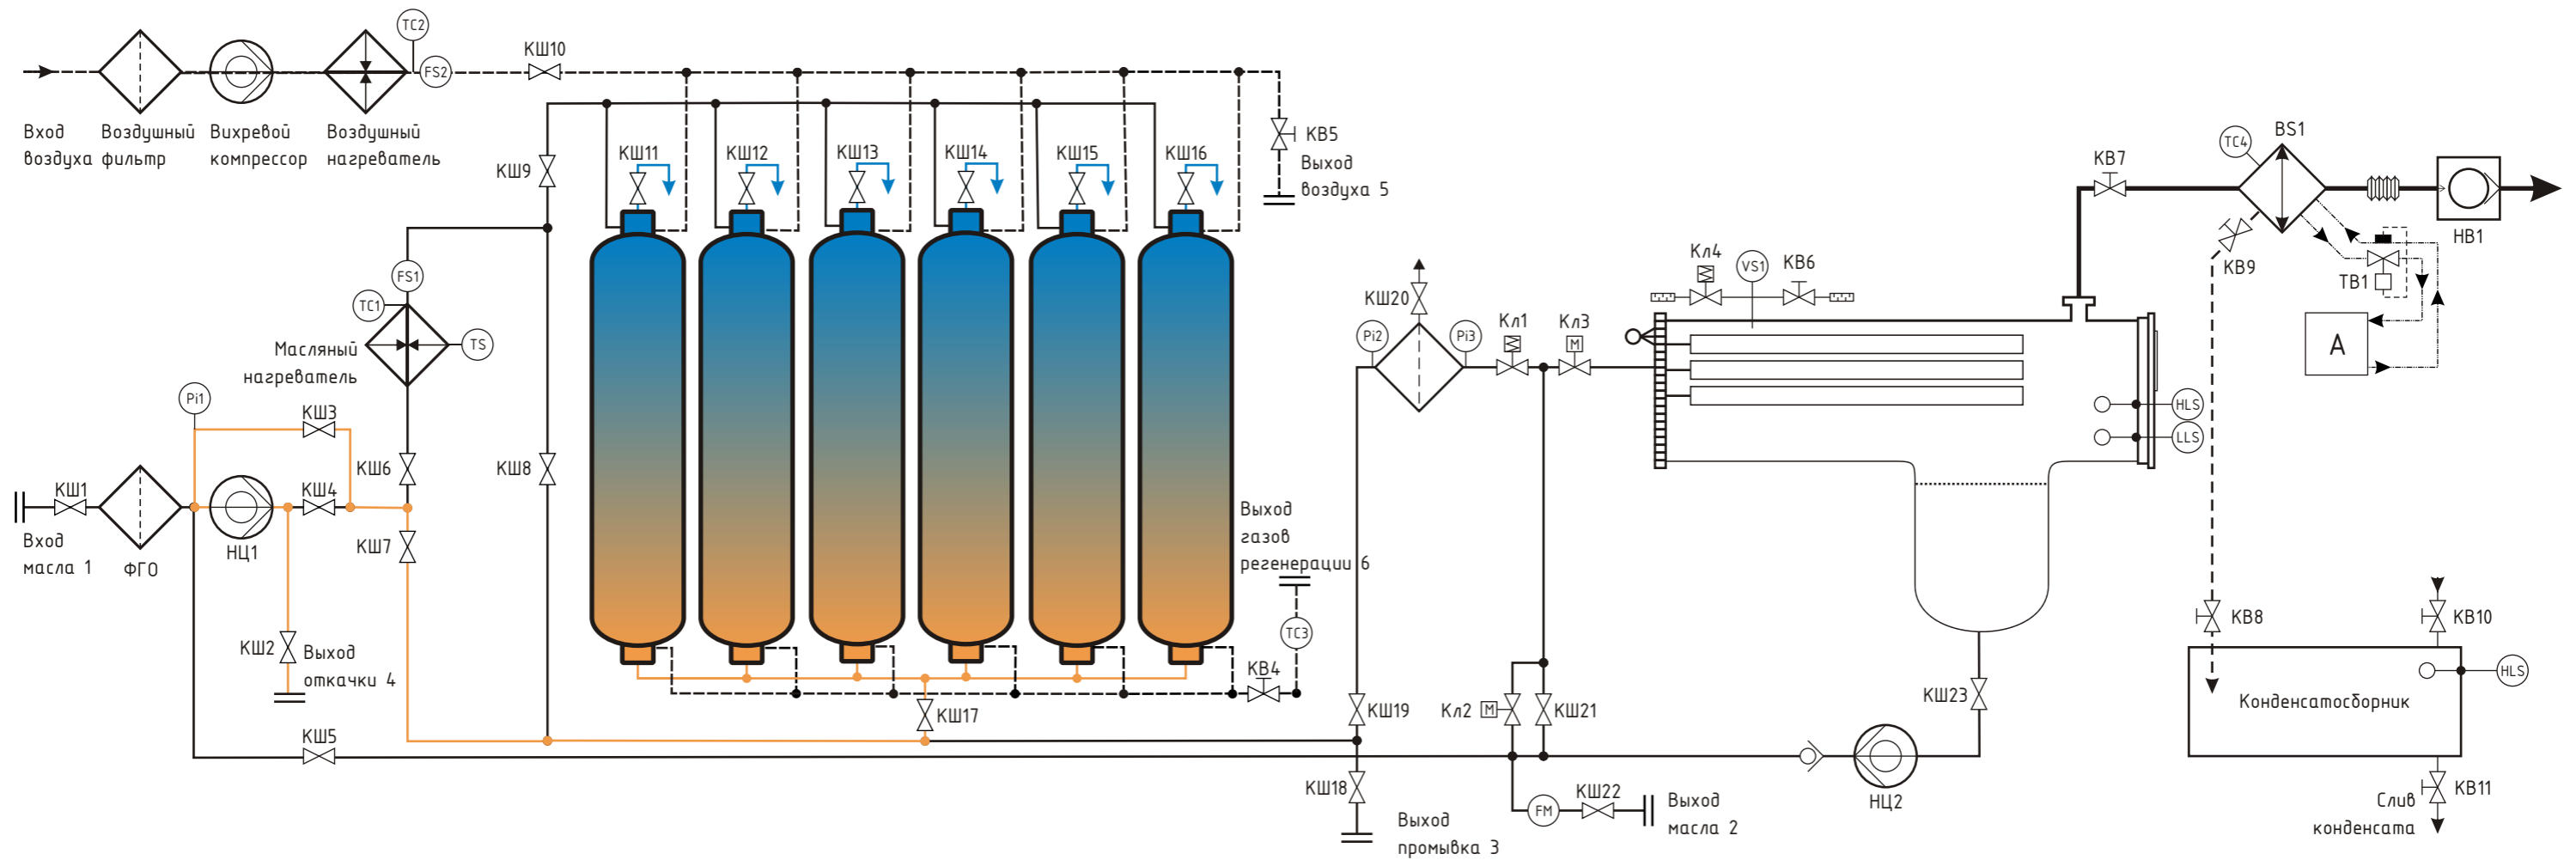 TC2
FS2
КШ10
Вход
воздуха
Воздушный
фильтр
Вихревой
компрессор
Воздушный
нагреватель
КВ5
Выход
воздуха 5
КШ9
КШ11
КШ12
КШ13
КШ14
КШ15
КШ16
FS1
TC1
TS
Масляный
нагреватель
Pi1
КШ3
КШ6
КШ8
КШ1
КШ4
Вход
масла 1
ФГО
НЦ1
КШ7
КШ2
Выход
откачки 4
КШ5
Выход
газов
регенерации 6
TC3
КВ4
КШ17
КШ20
Pi2
Pi3
Кл1
Кл3
M
Кл4
VS1
КВ6
HLS
LLS
КВ7
TC4
BS1
НВ1
КВ9
ТВ1
А
КШ19
Кл2
M
КШ21
КШ18
Выход
промывка 3
FM
КШ22
Выход
масла 2
НЦ2
КШ23
КВ8
КВ10
HLS
Конденсатосборник
КВ11
Слив
конденсата